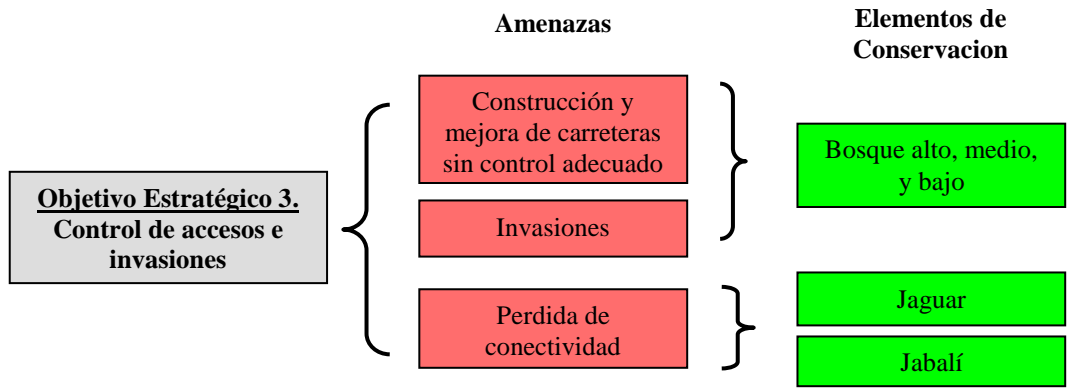 Amenazas
Elementos de
Conservacion
Objetivo Estratégico 3.
Control de accesos e
invasiones
Construcción y
mejora de carreteras
sin control adecuado
Invasiones
Perdida de
conectividad
Bosque alto, medio,
y bajo
Jaguar
Jabalí